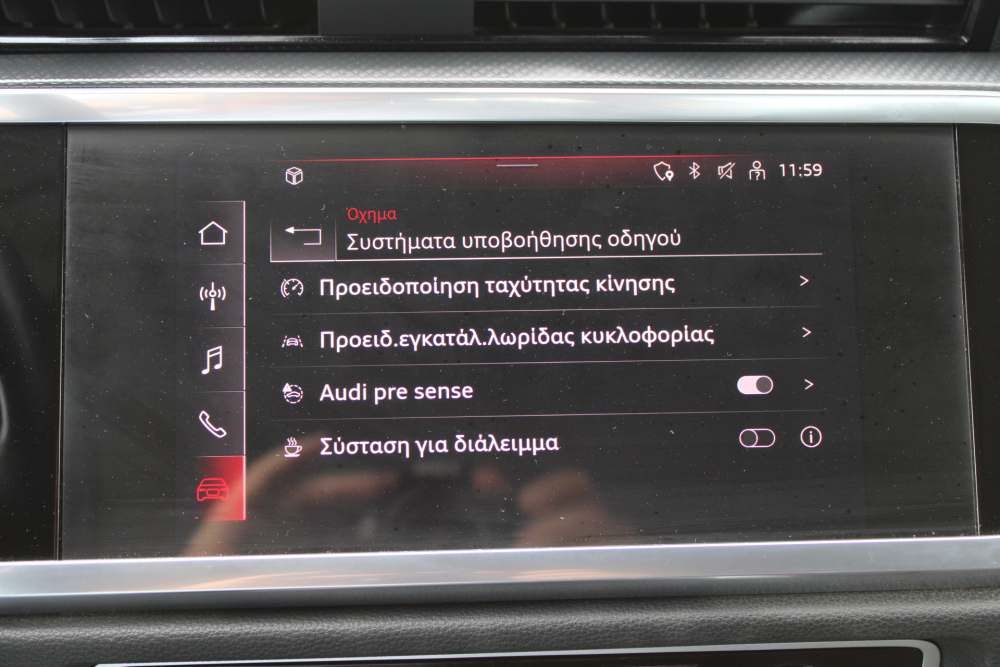 11:59
Όχημα
Συστήματα υποβοήθησης οδηγού
Προειδοποίηση ταχύτητας κίνησης
Προειδ.εγκατάλ.λωρίδας κυκλοφορίας
Audi pre sense
Σύσταση για διάλειμμα